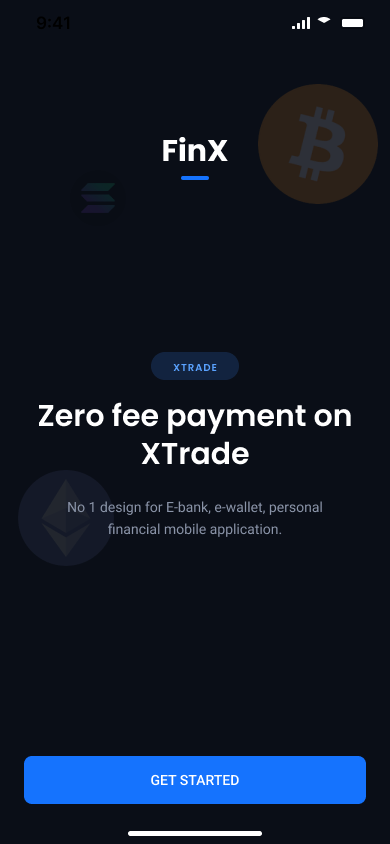 9:41
FinX
XTRADE
Zero fee payment on
XTrade
No 1 design for E-bank, e-wallet, personal
financial mobile application.
GET STARTED